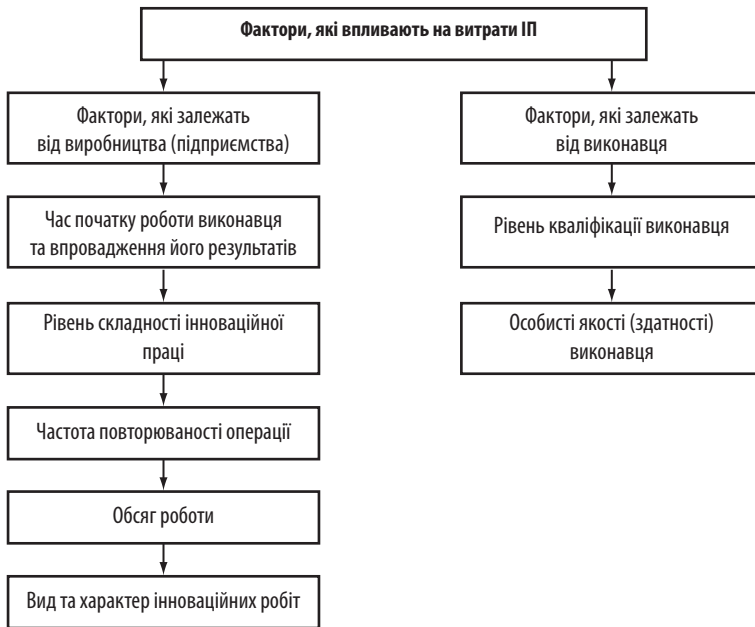 Фактори, які впливають на витрати ІП
Фактори, які залежать
від виробництва (підприємства)
Час початку роботи виконавця
та впровадження його результатів
Рівень складності інноваційної
праці
Частота повторюваності операції
Обсяг роботи
Вид та характер інноваційних робіт
Фактори, які залежать
від виконавця
Рівень кваліфікації виконавця
Особисті якості (здатності)
виконавця